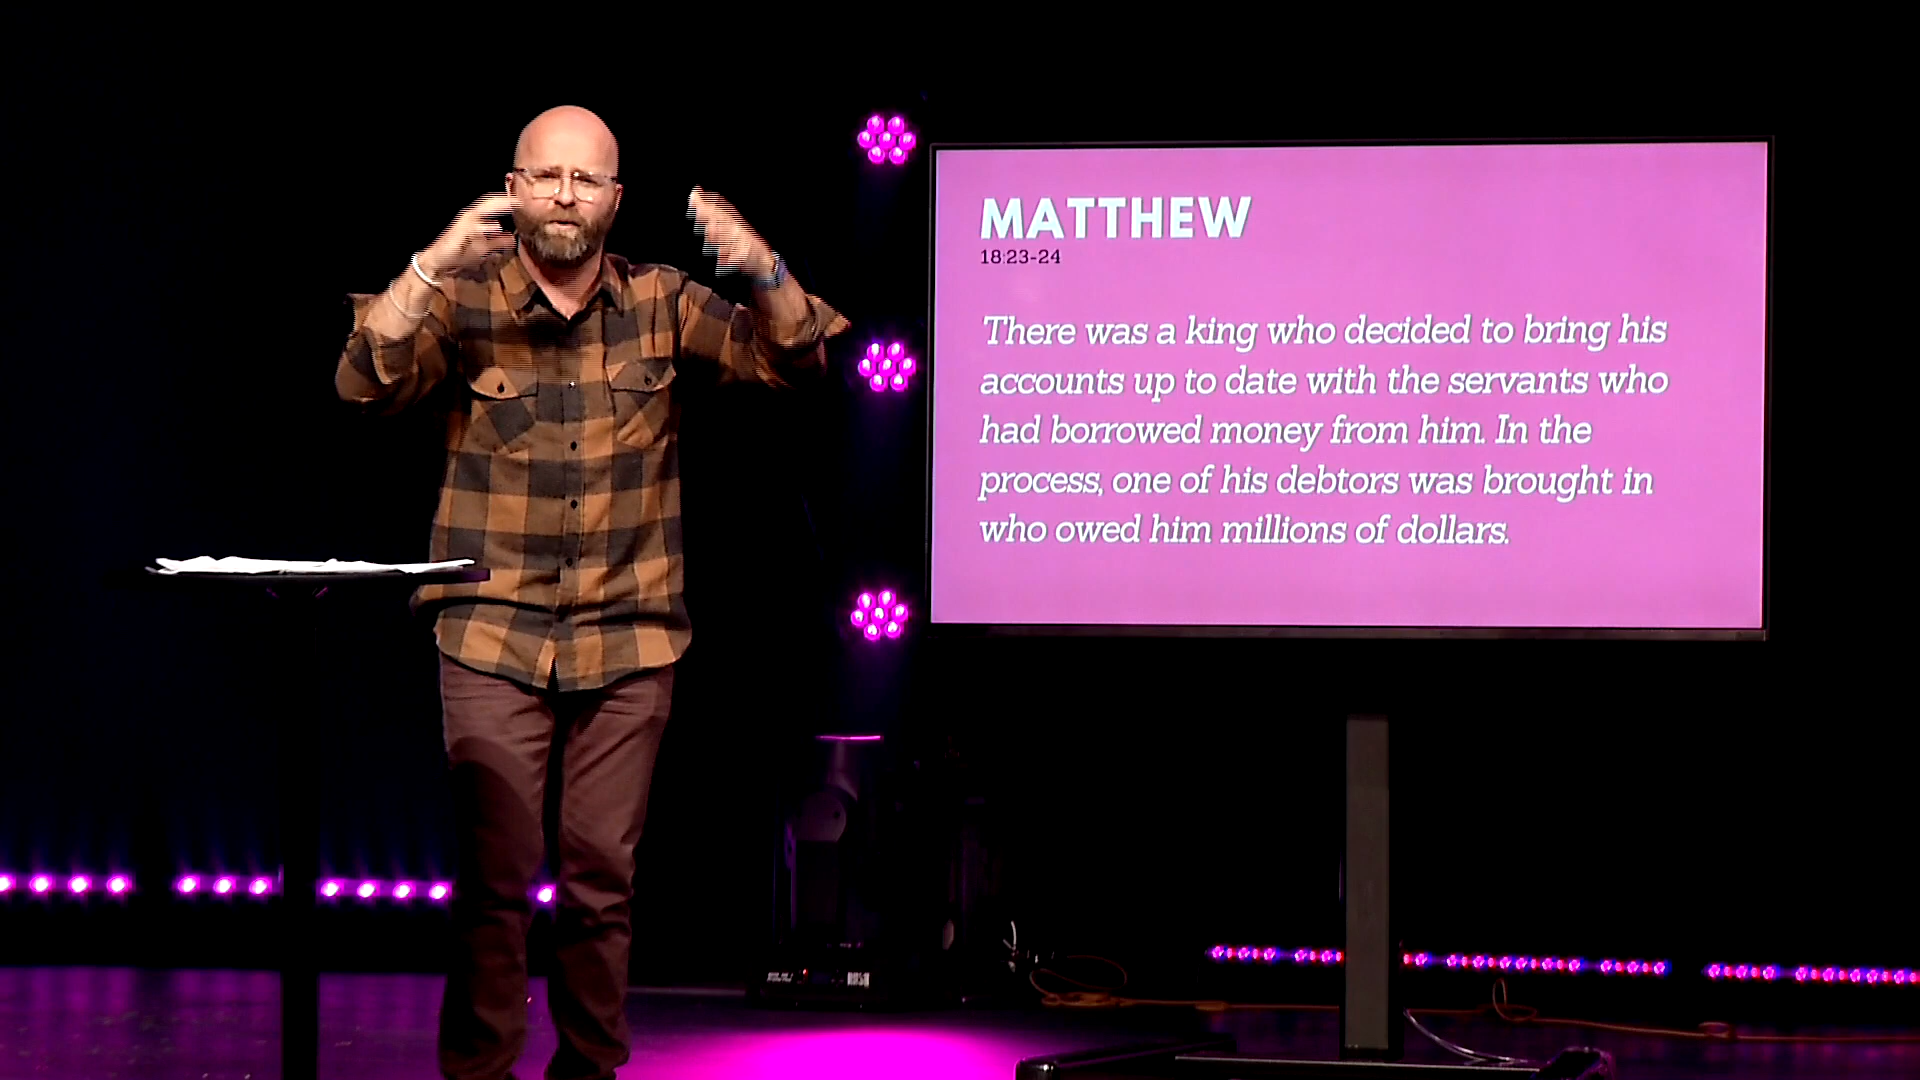 MATTHEW
18:23-24
There was a king who decided to bring his
accounts up to date with the servants who
had borrowed money from him. In the
process, one of his debtors was brought in
who owed him millions of dollars.